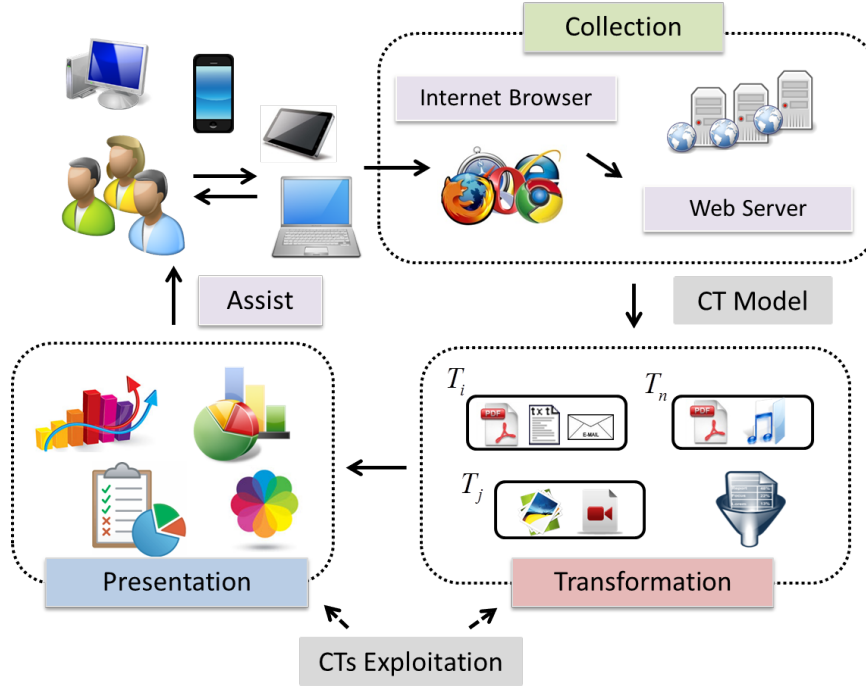 Collection
Internet Browser
Web Server
Assist
CT Model
T_i
PDF
txt
E-MAIL
T_n
PDF
T_j
Presentation
Transformation
CTs Exploitation